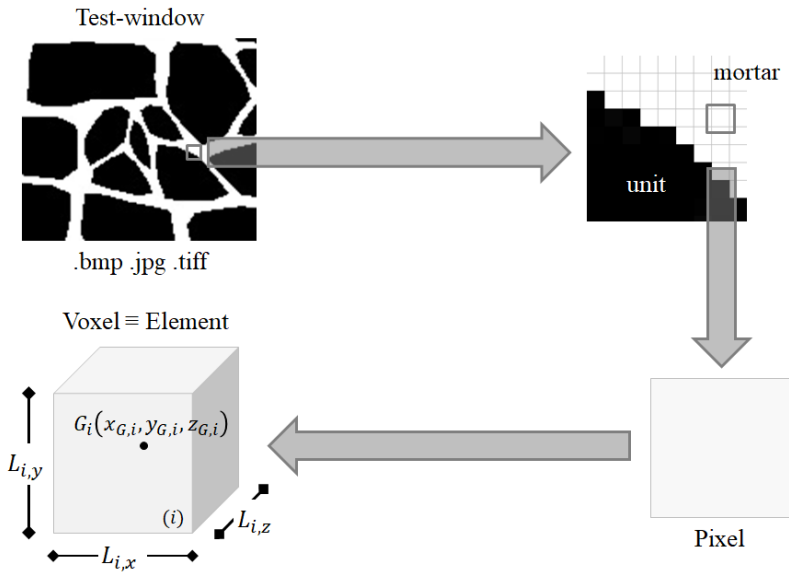 Test-window
mortar
unit
.bmp .jpg .tiff
Voxel ≡ Element
G_i(x_{G,i}, y_{G,i}, z_{G,i})
L_{i,y}
(i)
L_{i,z}
L_{i,x}
Pixel